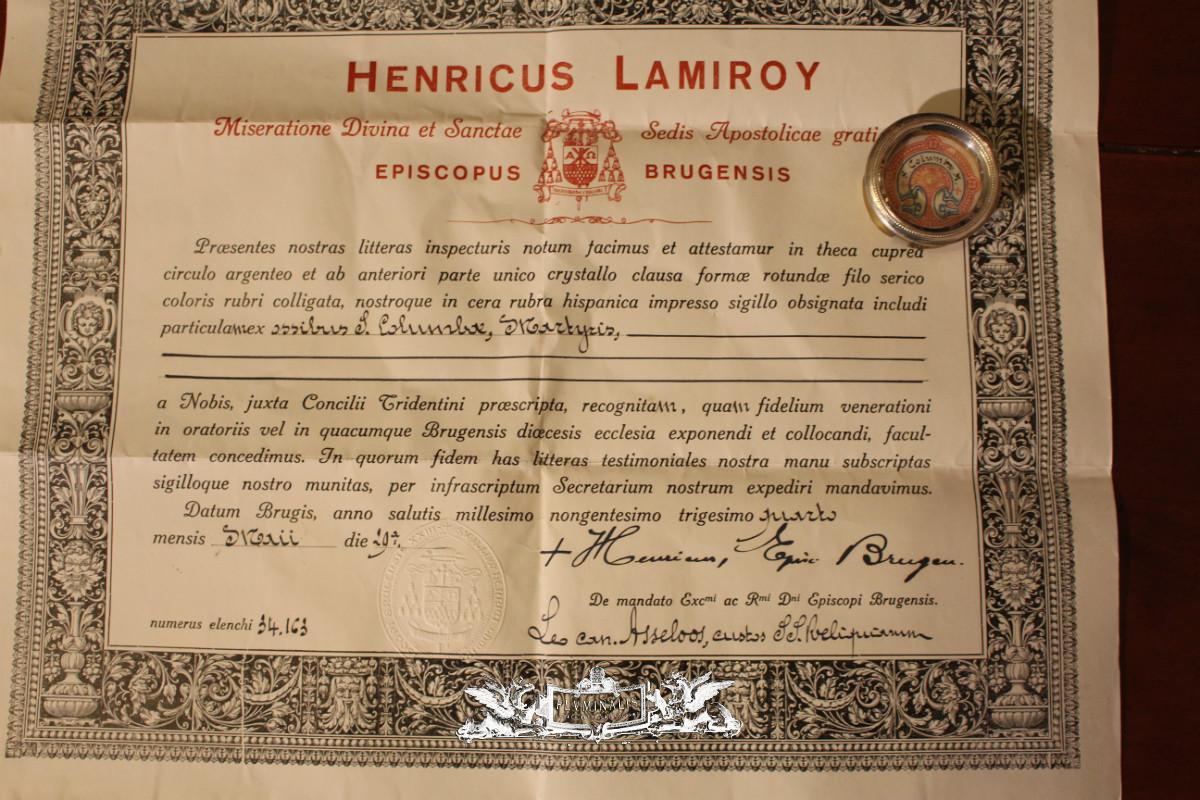 HENRICUS LAMIROY
Miseratione Divina et Sanctae Sedis Apostolicae grati
EPISCOPUS BRUGENSIS
A Ω
Columbæ M.
Præsentes nostras litteras inspecturis notum facimus et attestamur in theca cuprea
circulo argenteo et ab anteriori parte unico crystallo clausa formæ rotundæ filo serico
coloris rubri colligata, nostroque in cera rubra hispanica impresso sigillo obsignata includi
particulam ex ossibus S. Columbæ, Martyris,
a Nobis, juxta Concilii Tridentini præscripta, recognitam, quam fidelium venerationi
in oratoriis vel in quacumque Brugensis diœcesis ecclesia exponendi et collocandi, facul-
tatem concedimus. In quorum fidem has litteras testimoniales nostra manu subscriptas
sigilloque nostro munitas, per infrascriptum Secretarium nostrum expediri mandavimus.
Datum Brugis, anno salutis millesimo nongentesimo trigesimo quarto
mensis Maii die
+ Henricus, Episc. Brugen.
De mandato Excmi ac Rmi Dni Episcopi Brugensis.
numerus elenchi 34.163
Leo can. Asseloos, custos SS. Reliquiarum
FLVMINALIS